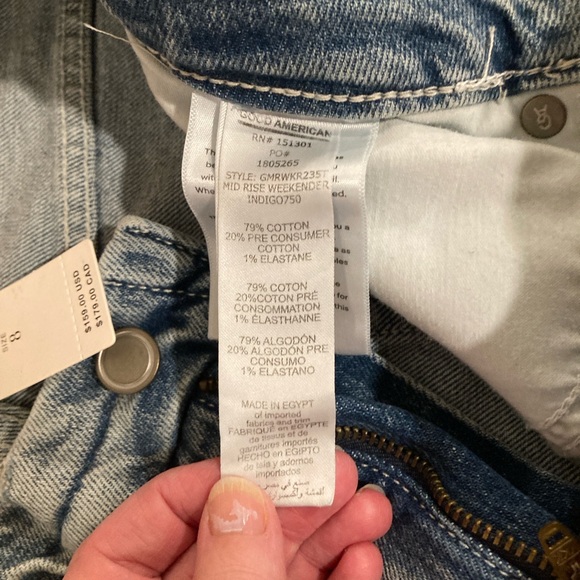 GOOD AMERICAN
RN# 151301
PO#
1805265
STYLE: GMRWKR235T
MID RISE WEEKENDER
INDIGO750
79% COTTON
20% PRE CONSUMER
COTTON
1% ELASTANE
79% COTON
20%COTON PRÉ
CONSOMMATION
1% ÉLASTHANNE
79% ALGODÓN
20% ALGODÓN PRE
CONSUMO
1% ELASTANO
MADE IN EGYPT
of imported
fabrics and trim
FABRIQUÉ en EGYPTE
de tissus et de
garnitures importés
HECHO en EGIPTO
de tela y adornos
importados
صنع في مصر
$159.00 USD
$179.00 CAD
8
SIZE